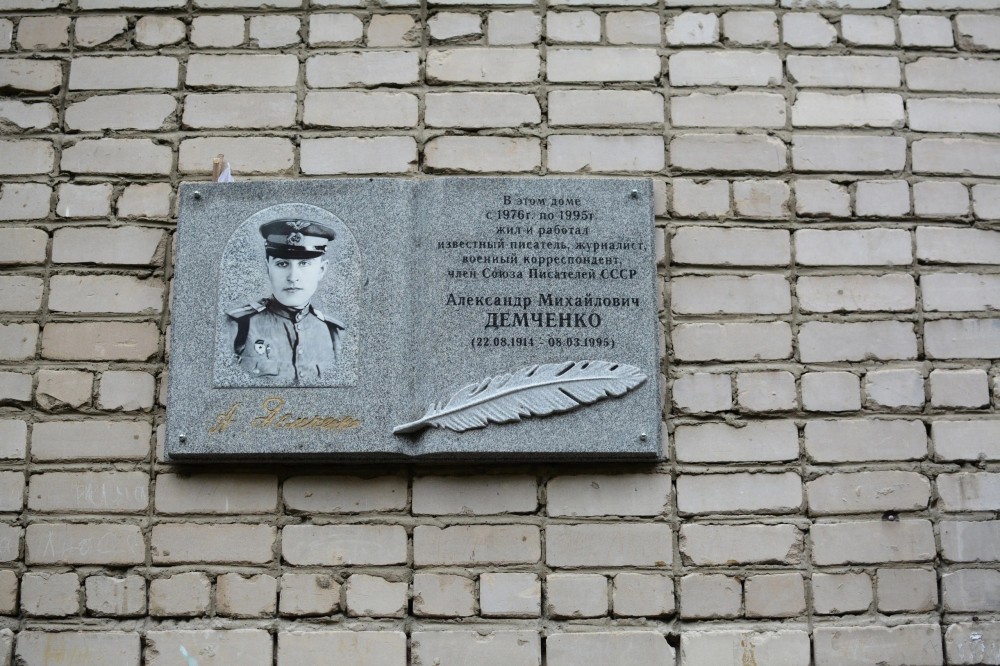 В этом доме
с 1976г. по 1995г
жил и работал
известный писатель, журналист,
военный корреспондент,
член Союза Писателей СССР
Александр Михайлович
ДЕМЧЕНКО
(22.08.1914 - 08.03.1995)